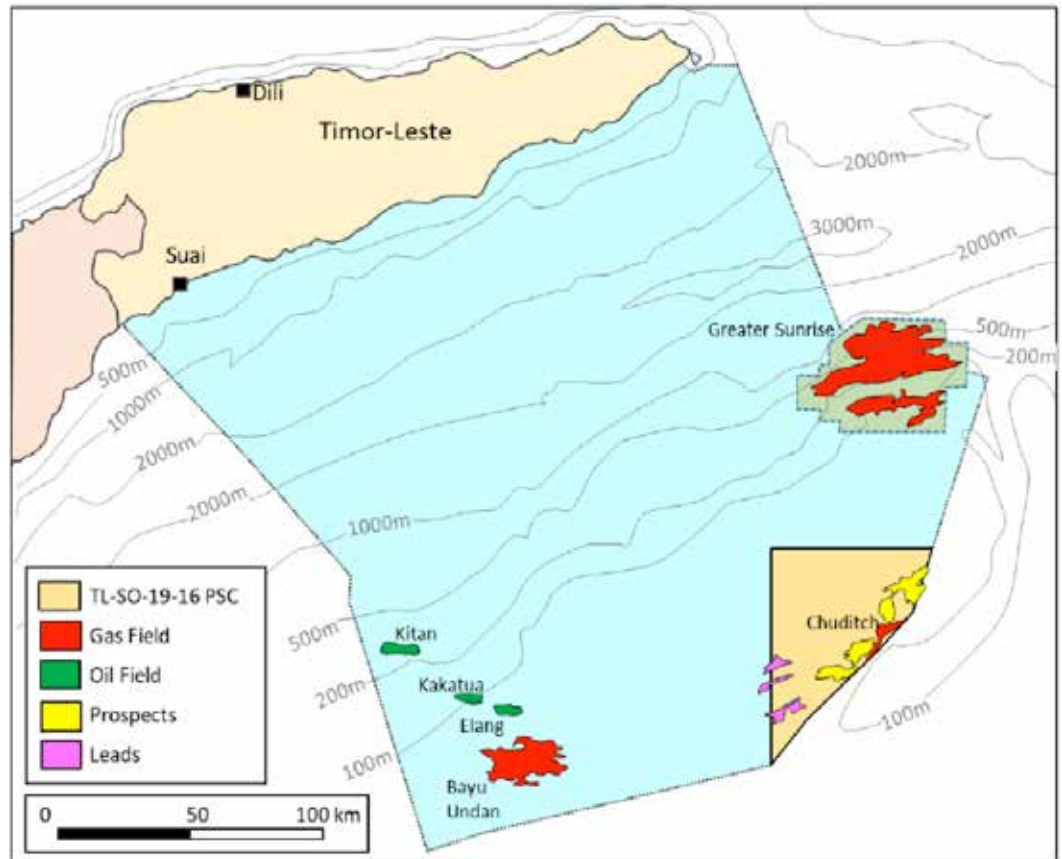 Dili
Timor-Leste
2000m
3000m
2000m
Suai
Greater Sunrise
500m
200m
500m
1000m
2000m
2000m
1000m
TL-SO-19-16 PSC
Gas Field
Oil Field
Prospects
Leads
500m
Kitan
Chuditch
200m
Kakatua
Elang
100m
100m
Bayu
Undan
0 50 100 km